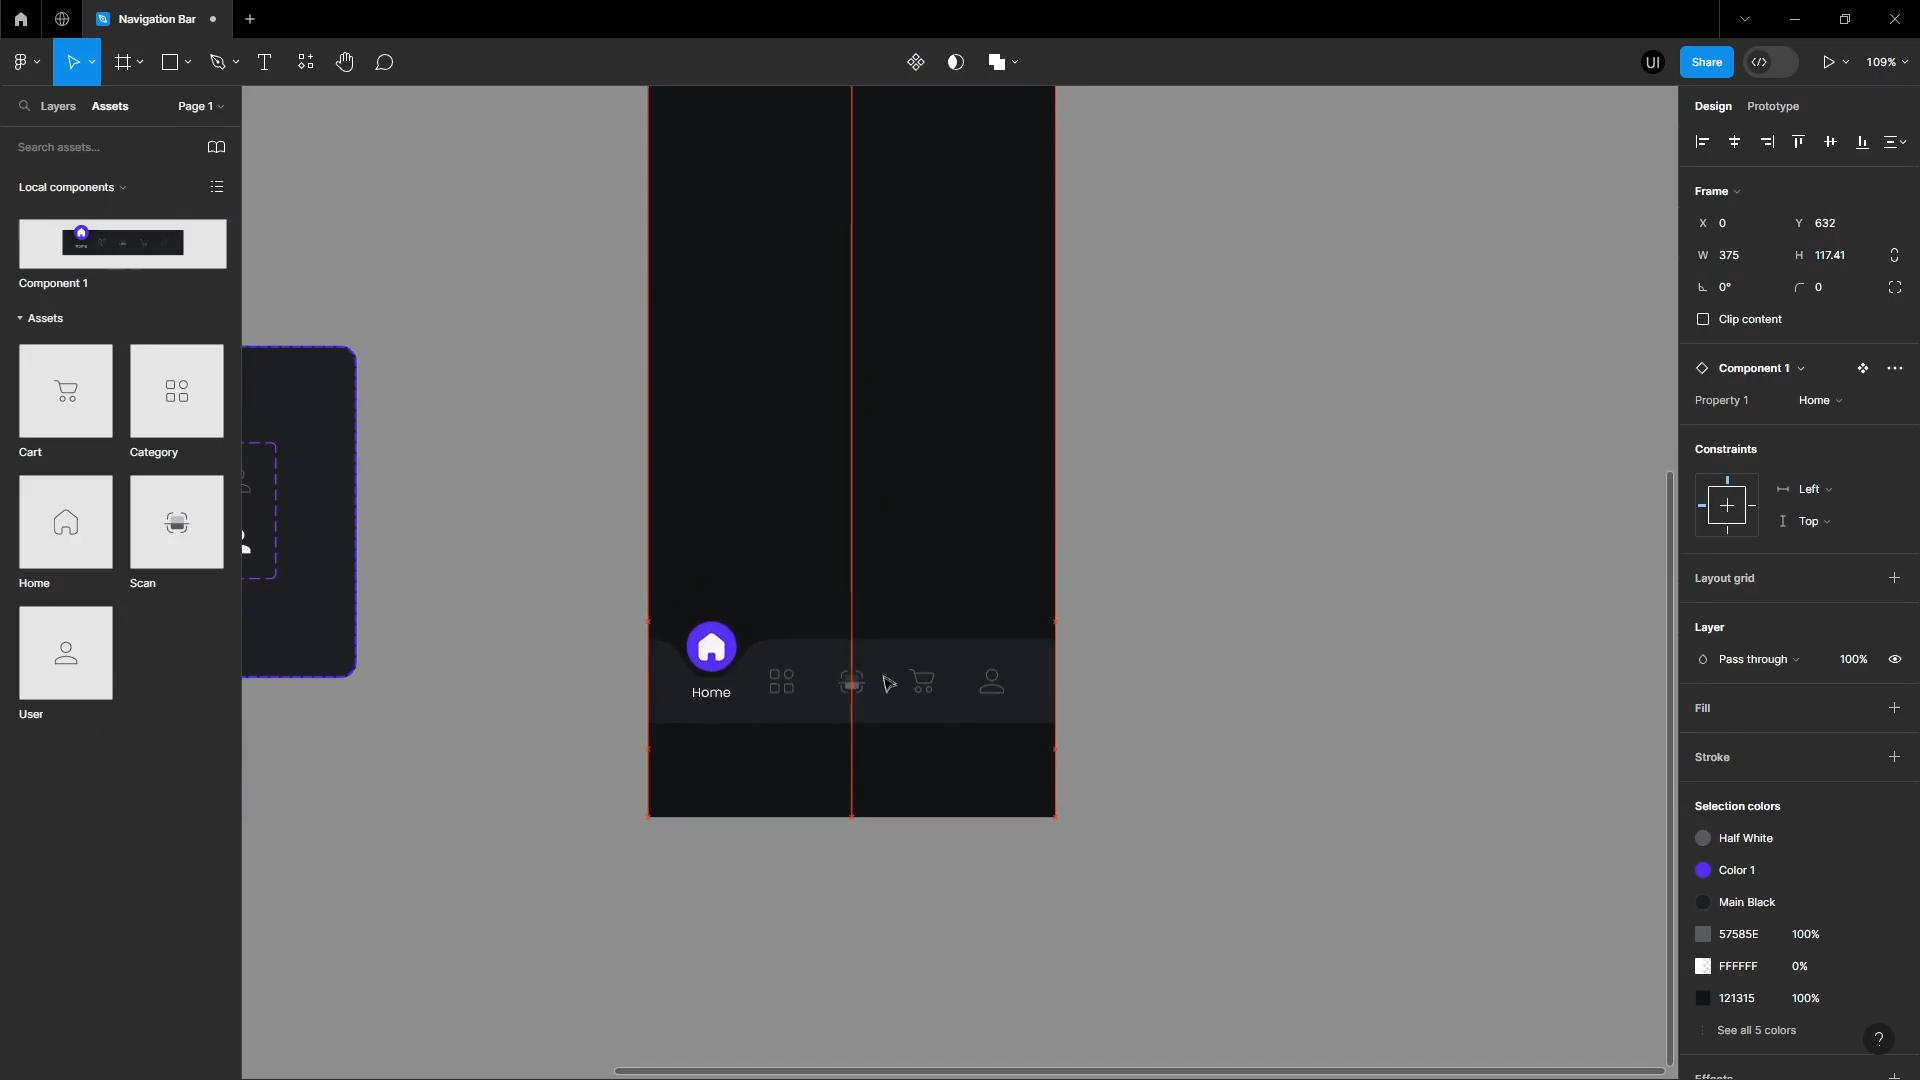 Navigation Bar
UI
Share
109%
Layers
Assets
Page 1
Search assets...
Local components
Component 1
Assets
Cart
Category
Home
Scan
User
Home
Design
Prototype
Frame
X 0
Y 632
W 375
H 117.41
0°
0
Clip content
Component 1
Property 1
Home
Constraints
Left
Top
Layout grid
Layer
Pass through
100%
Fill
Stroke
Selection colors
Half White
Color 1
Main Black
57585E 100%
FFFFFF 0%
121315 100%
See all 5 colors
?